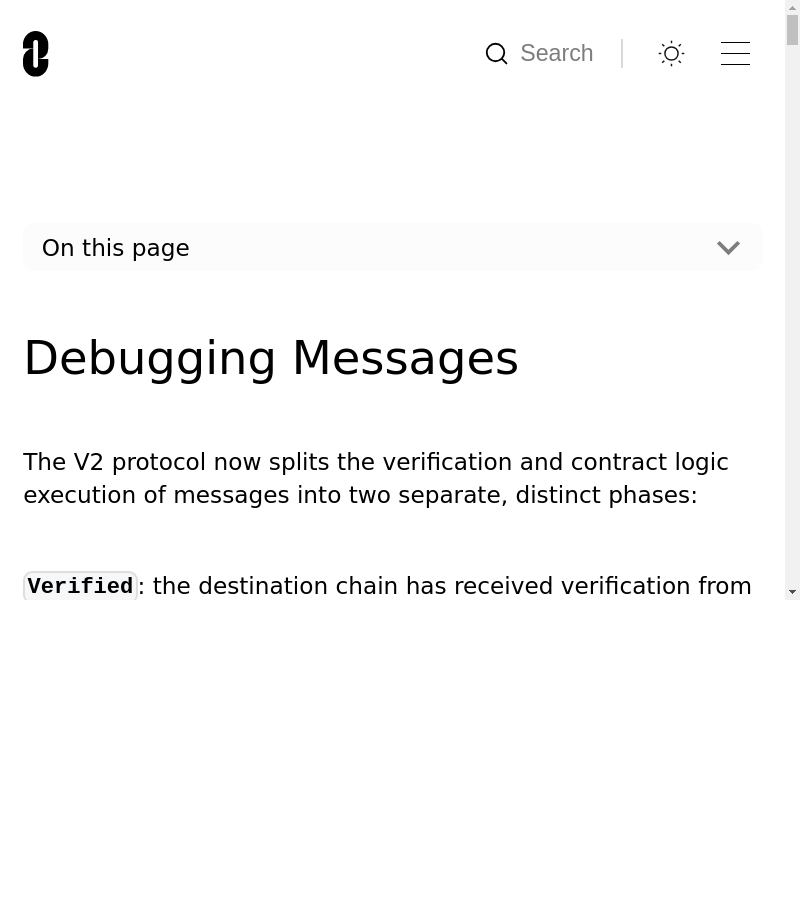 Search
On this page
Debugging Messages
The V2 protocol now splits the verification and contract logic
execution of messages into two separate, distinct phases:
Verified: the destination chain has received verification from